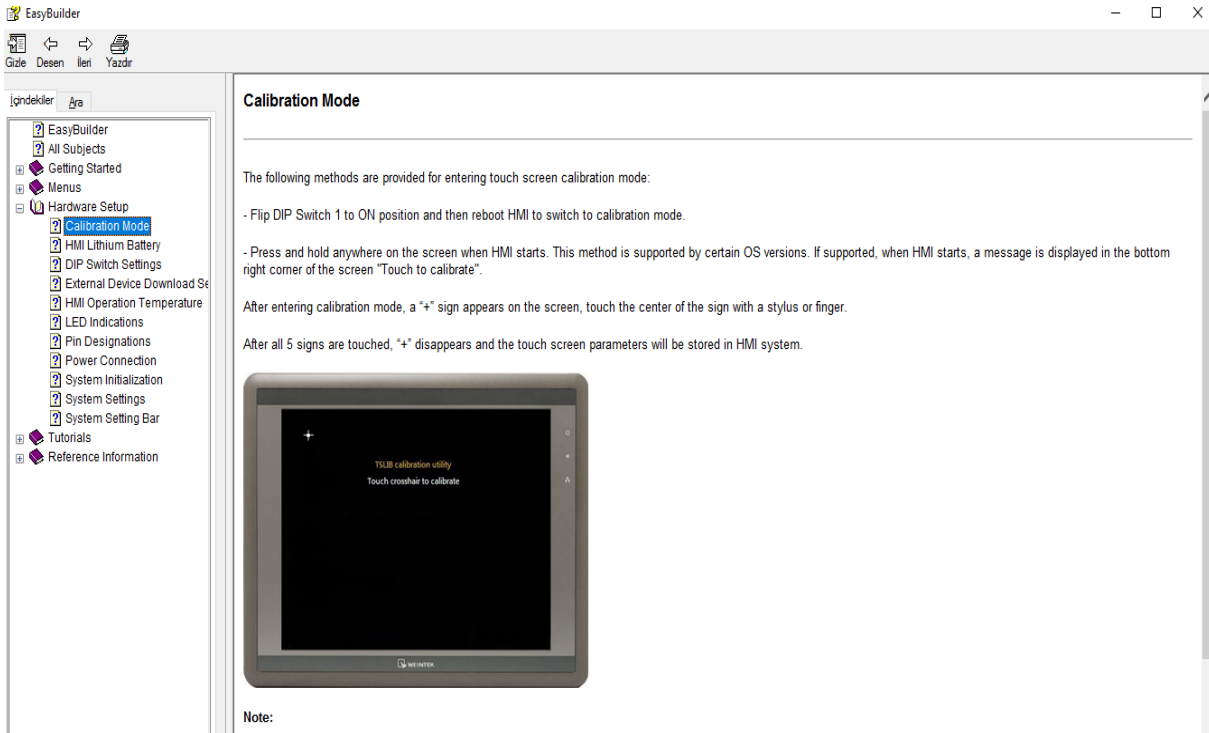 EasyBuilder
Gizle Desen İleri Yazdır
İçindekiler Ara
EasyBuilder
All Subjects
Getting Started
Menus
Hardware Setup
Calibration Mode
HMI Lithium Battery
DIP Switch Settings
External Device Download Se
HMI Operation Temperature
LED Indications
Pin Designations
Power Connection
System Initialization
System Settings
System Setting Bar
Tutorials
Reference Information
Calibration Mode
The following methods are provided for entering touch screen calibration mode:
- Flip DIP Switch 1 to ON position and then reboot HMI to switch to calibration mode.
- Press and hold anywhere on the screen when HMI starts. This method is supported by certain OS versions. If supported, when HMI starts, a message is displayed in the bottom
right corner of the screen "Touch to calibrate".
After entering calibration mode, a “+” sign appears on the screen, touch the center of the sign with a stylus or finger.
After all 5 signs are touched, “+” disappears and the touch screen parameters will be stored in HMI system.
TSLIB calibration utility
Touch crosshair to calibrate
WEINTEK
Note: